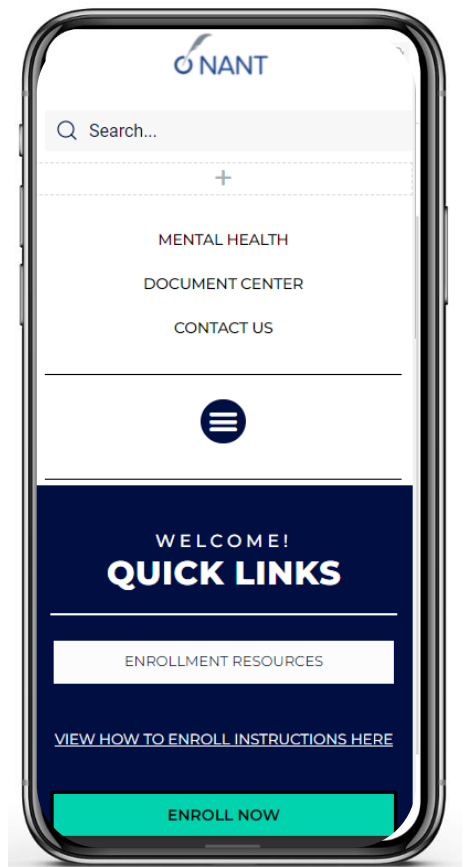 NANT
Search...
MENTAL HEALTH
DOCUMENT CENTER
CONTACT US
WELCOME!
QUICK LINKS
ENROLLMENT RESOURCES
VIEW HOW TO ENROLL INSTRUCTIONS HERE
ENROLL NOW